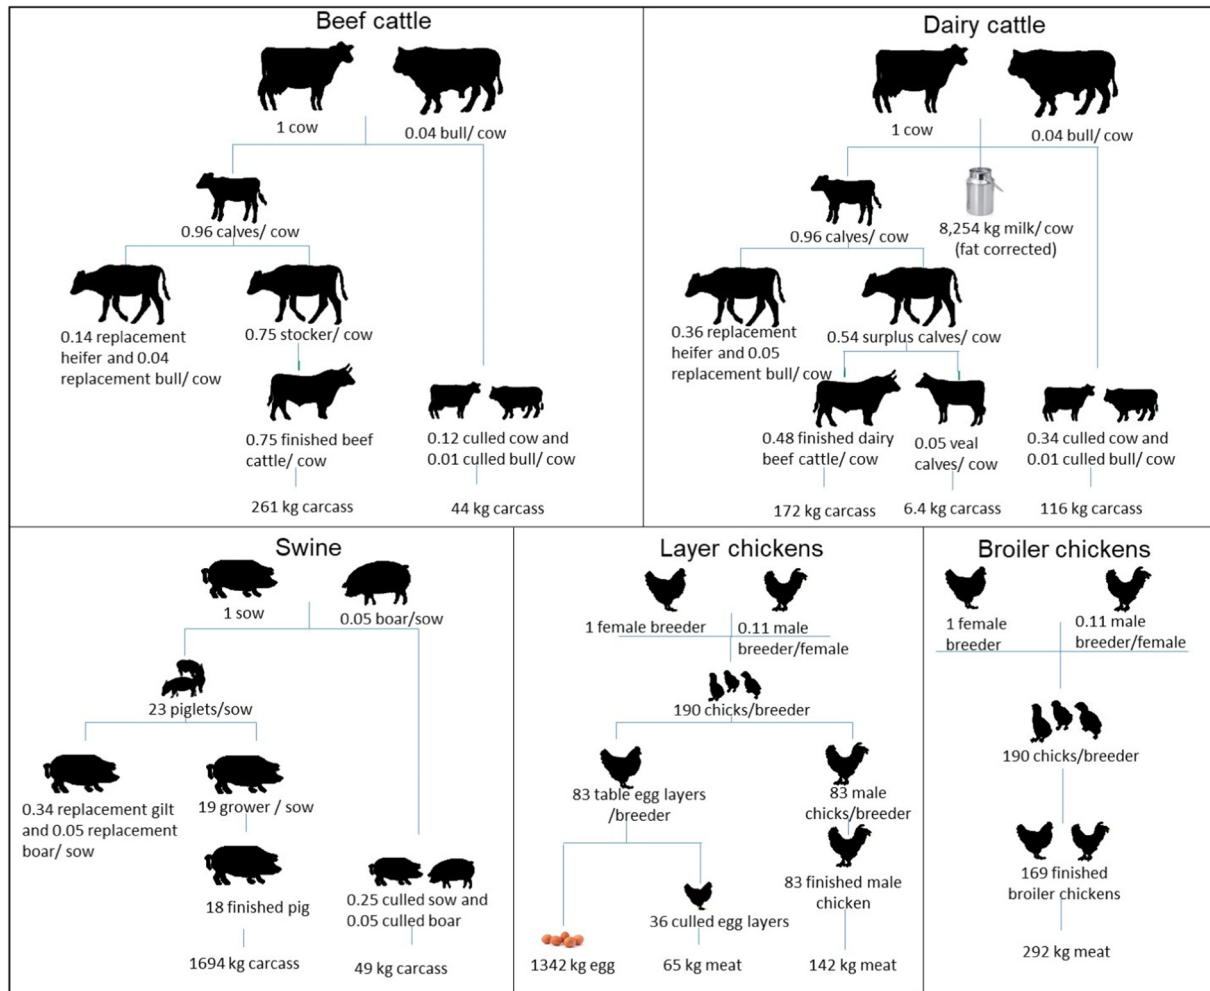 Beef cattle
1 cow
0.04 bull/ cow
0.96 calves/ cow
0.14 replacement
heifer and 0.04
replacement bull/ cow
0.75 stocker/ cow
0.75 finished beef
cattle/ cow
261 kg carcass
0.12 culled cow and
0.01 culled bull/ cow
44 kg carcass
Dairy cattle
1 cow
0.04 bull/ cow
0.96 calves/ cow
8,254 kg milk/ cow
(fat corrected)
0.36 replacement
heifer and 0.05
replacement bull/ cow
0.54 surplus calves/ cow
0.48 finished dairy
beef cattle/ cow
172 kg carcass
0.05 veal
calves/ cow
6.4 kg carcass
0.34 culled cow and
0.01 culled bull/ cow
116 kg carcass
Swine
1 sow
0.05 boar/sow
23 piglets/sow
0.34 replacement gilt
and 0.05 replacement
boar/ sow
19 grower / sow
18 finished pig
1694 kg carcass
0.25 culled sow and
0.05 culled boar
49 kg carcass
Layer chickens
1 female breeder
0.11 male
breeder/female
190 chicks/breeder
83 table egg layers
/breeder
83 male
chicks/breeder
83 finished male
chicken
36 culled egg layers
1342 kg egg
65 kg meat
142 kg meat
Broiler chickens
1 female
breeder
0.11 male
breeder/female
190 chicks/breeder
169 finished
broiler chickens
292 kg meat